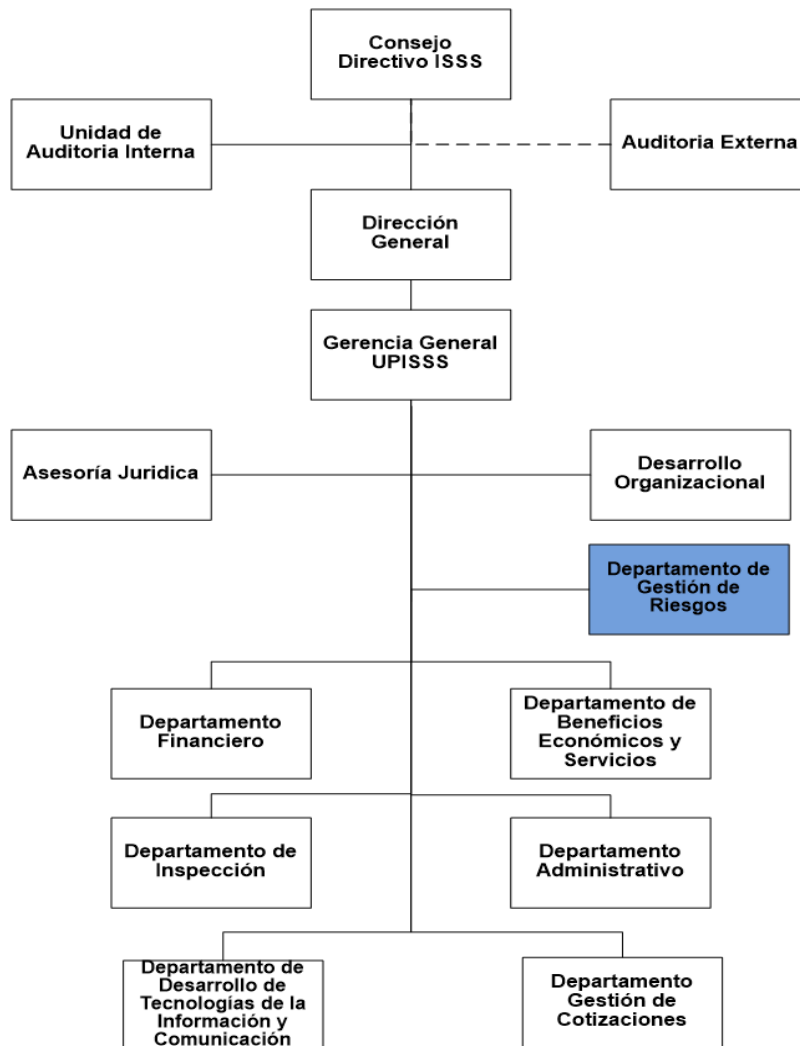 Consejo
Directivo ISSS
Unidad de
Auditoria Interna
Auditoria Externa
Dirección
General
Gerencia General
UPISSS
Asesoría Juridica
Desarrollo
Organizacional
Departamento de
Gestión de
Riesgos
Departamento
Financiero
Departamento de
Beneficios
Económicos y
Servicios
Departamento de
Inspección
Departamento
Administrativo
Departamento de
Desarrollo de
Tecnologías de la
Información y
Comunicación
Departamento
Gestión de
Cotizaciones